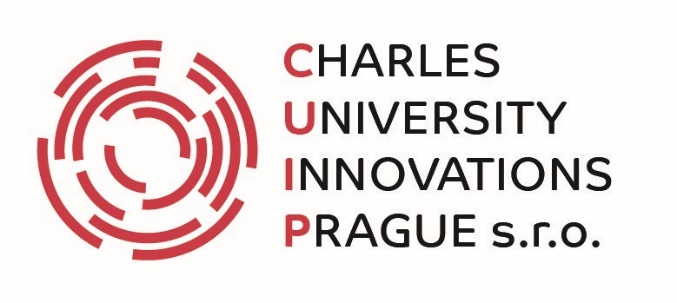 CHARLES
UNIVERSITY
INNOVATIONS
PRAGUE s.r.o.